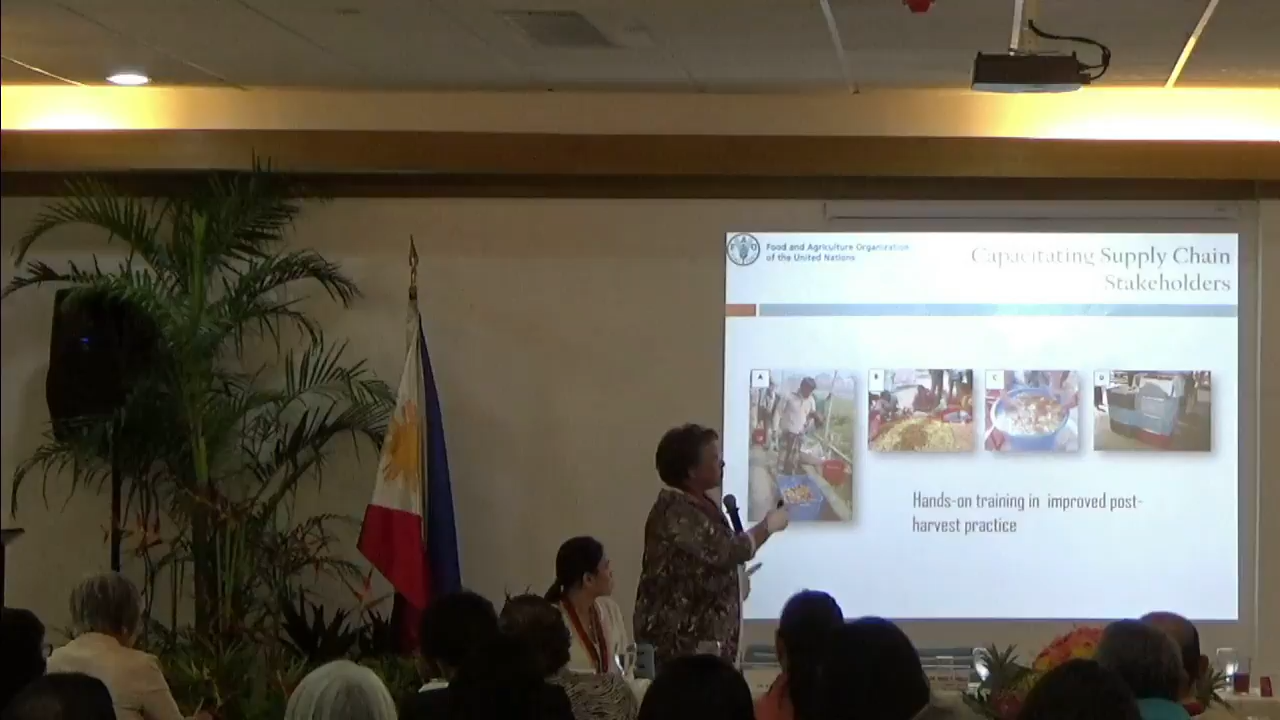 Food and Agriculture Organization
of the United Nations
Capacitating Supply Chain
Stakeholders
A
B
C
D
Hands-on training in improved post-
harvest practice